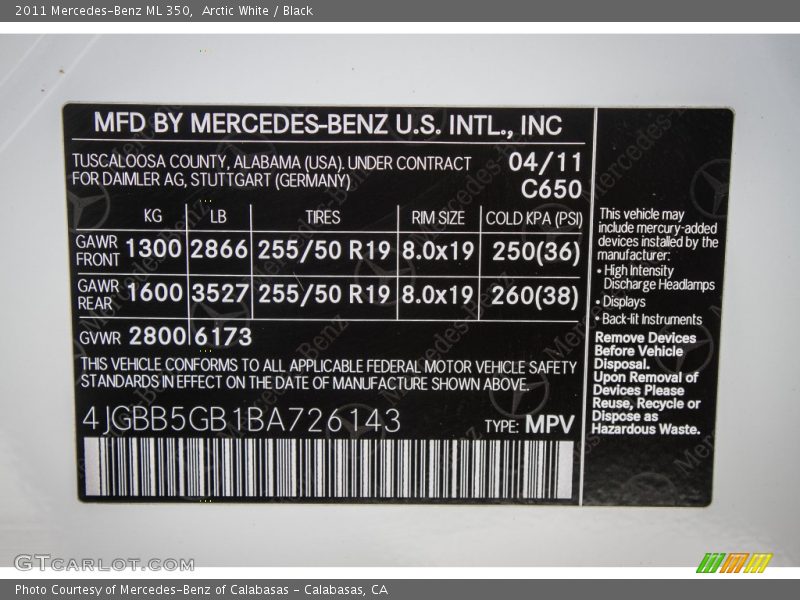 2011 Mercedes-Benz ML 350, Arctic White / Black
MFD BY MERCEDES-BENZ U.S. INTL., INC
TUSCALOOSA COUNTY, ALABAMA (USA). UNDER CONTRACT
FOR DAIMLER AG, STUTTGART (GERMANY)
04/11
C650
KG LB TIRES RIM SIZE COLD KPA (PSI)
GAWR FRONT 1300 2866 255/50 R19 8.0x19 250(36)
GAWR REAR 1600 3527 255/50 R19 8.0x19 260(38)
GVWR 2800 6173
THIS VEHICLE CONFORMS TO ALL APPLICABLE FEDERAL MOTOR VEHICLE SAFETY
STANDARDS IN EFFECT ON THE DATE OF MANUFACTURE SHOWN ABOVE.
4JGBB5GB1BA726143 TYPE: MPV
This vehicle may
include mercury-added
devices installed by the
manufacturer:
• High Intensity
Discharge Headlamps
• Displays
• Back-lit Instruments
Remove Devices
Before Vehicle
Disposal.
Upon Removal of
Devices Please
Reuse, Recycle or
Dispose as
Hazardous Waste.
GTCARLOT.COM
Photo Courtesy of Mercedes-Benz of Calabasas - Calabasas, CA